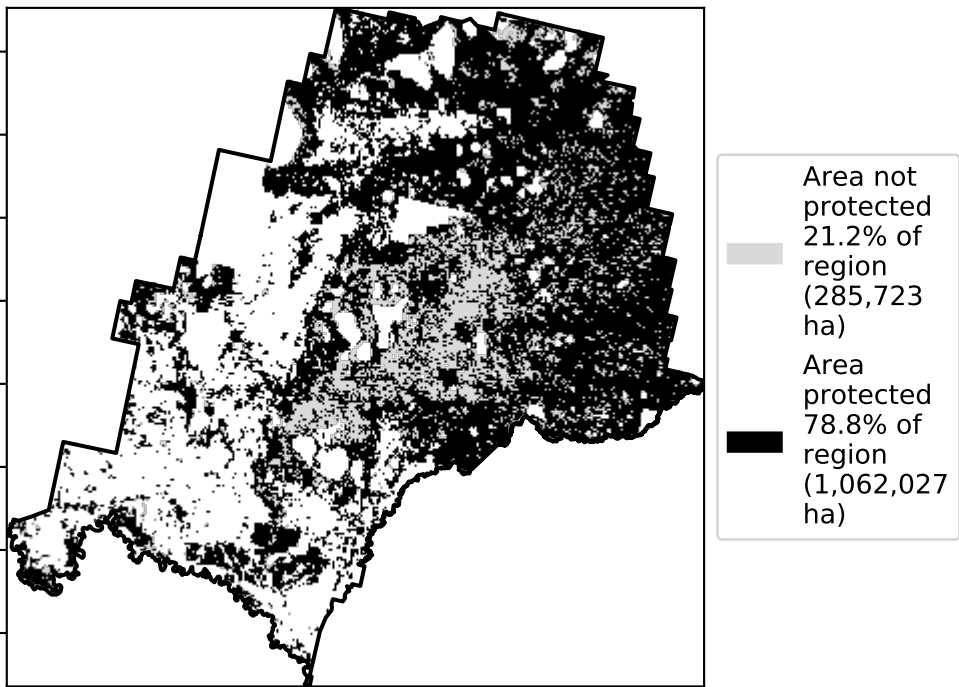 Area not
protected
21.2% of
region
(285,723
ha)
Area
protected
78.8% of
region
(1,062,027
ha)